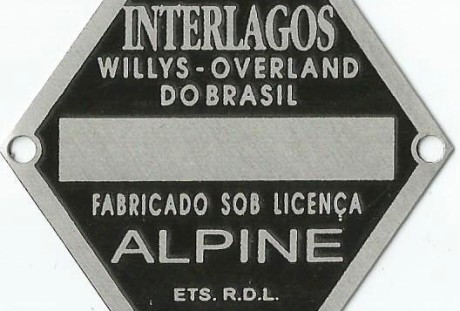 INTERLAGOS
WILLYS-OVERLAND
DO BRASIL
FABRICADO SOB LICENÇA
ALPINE
ETS. R.D.L.